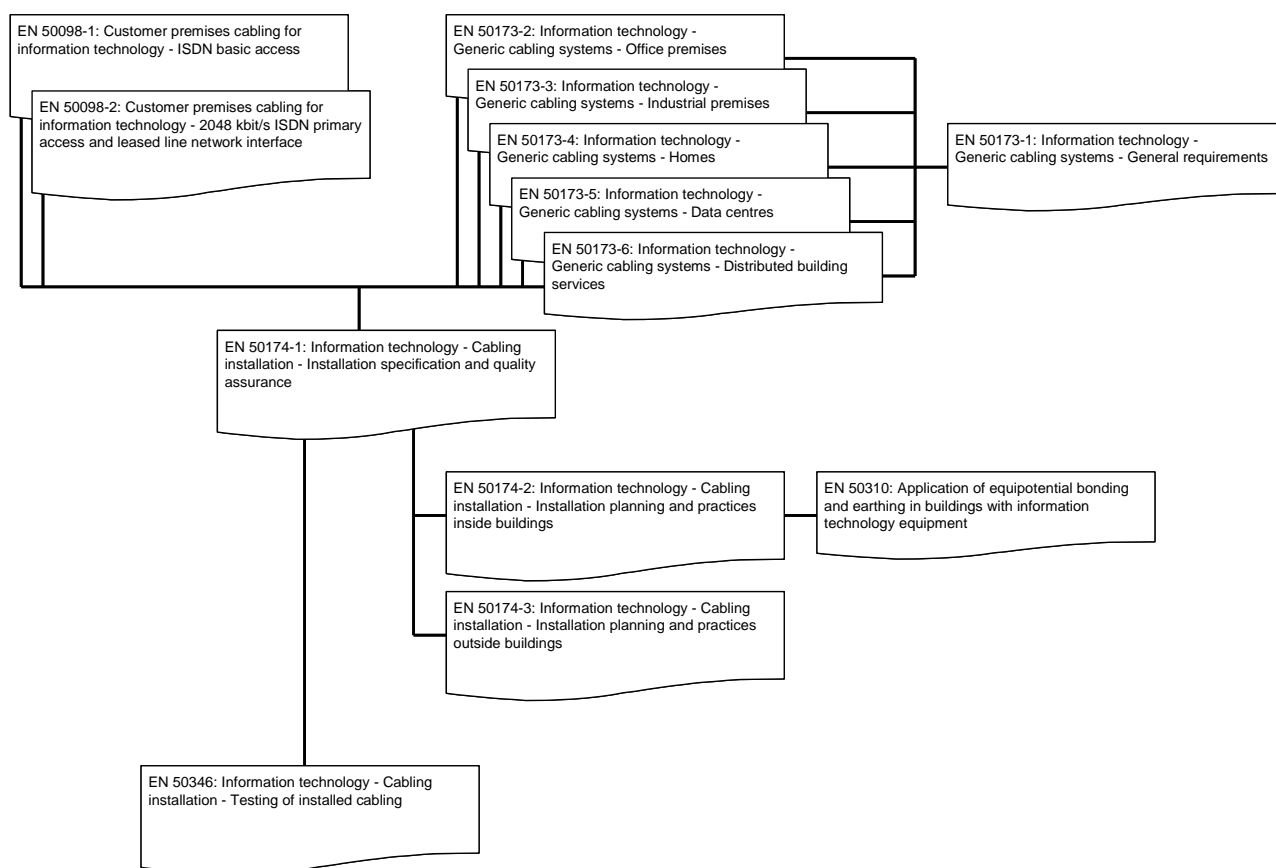 EN 50098-1: Customer premises cabling for
information technology - ISDN basic access
EN 50098-2: Customer premises cabling for
information technology - 2048 kbit/s ISDN primary
access and leased line network interface
EN 50173-2: Information technology -
Generic cabling systems - Office premises
EN 50173-3: Information technology -
Generic cabling systems - Industrial premises
EN 50173-4: Information technology -
Generic cabling systems - Homes
EN 50173-5: Information technology -
Generic cabling systems - Data centres
EN 50173-6: Information technology -
Generic cabling systems - Distributed building
services
EN 50173-1: Information technology -
Generic cabling systems - General requirements
EN 50174-1: Information technology - Cabling
installation - Installation specification and quality
assurance
EN 50174-2: Information technology - Cabling
installation - Installation planning and practices
inside buildings
EN 50310: Application of equipotential bonding
and earthing in buildings with information
technology equipment
EN 50174-3: Information technology - Cabling
installation - Installation planning and practices
outside buildings
EN 50346: Information technology - Cabling
installation - Testing of installed cabling